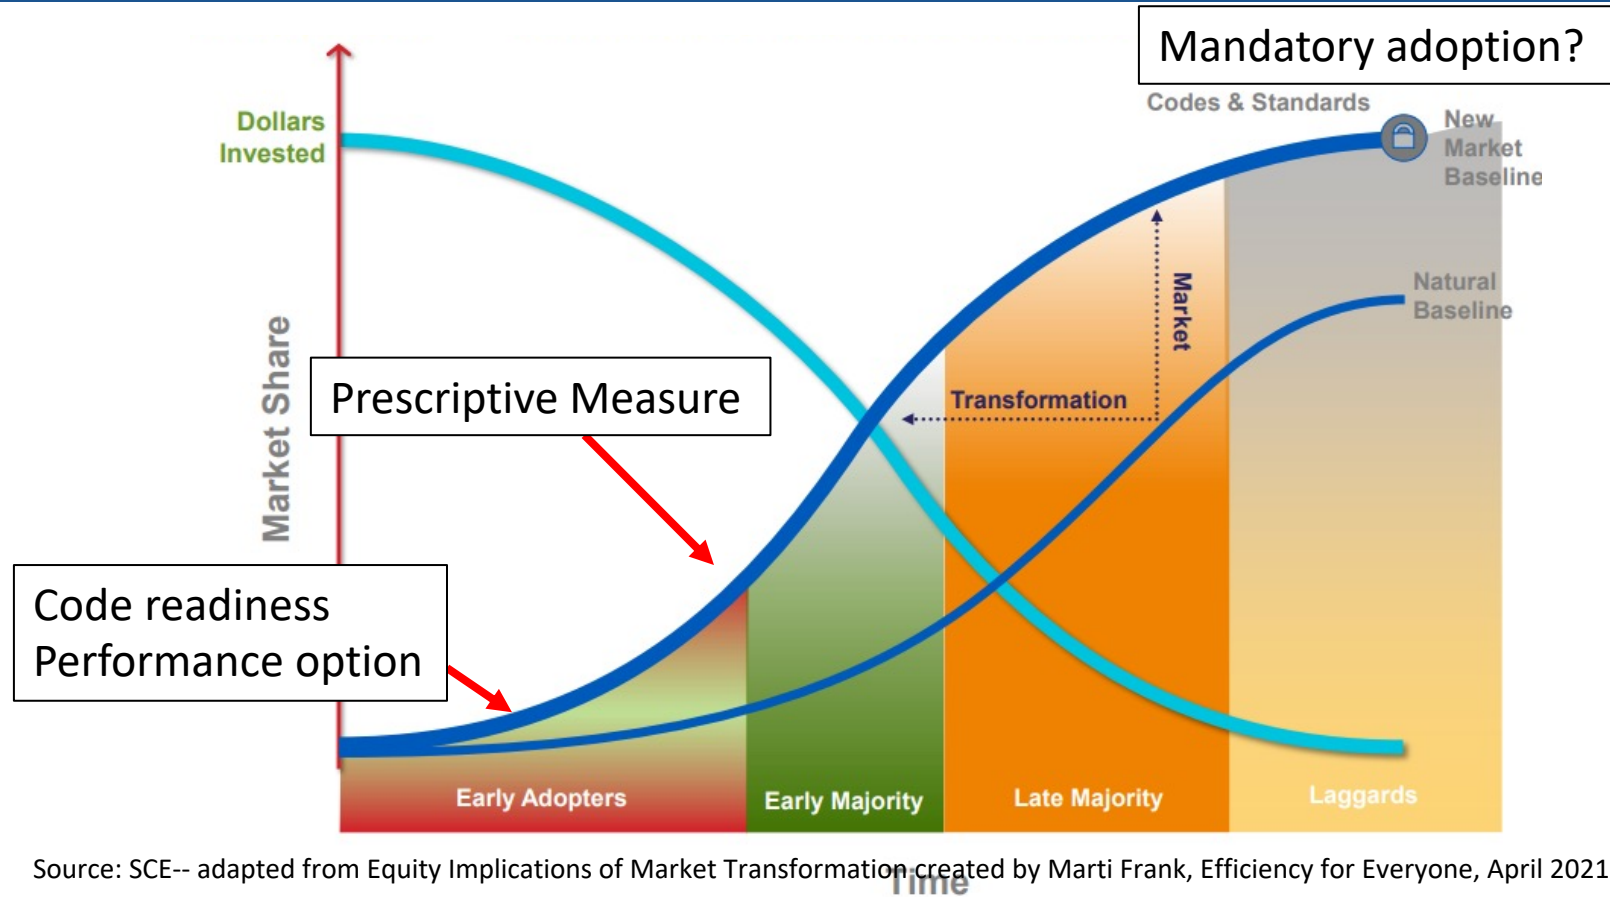 Mandatory adoption?
Codes & Standards
New
Market
Baseline
Dollars
Invested
Natural
Baseline
Market
Transformation
Market Share
Prescriptive Measure
Code readiness
Performance option
Early Adopters
Early Majority
Late Majority
Laggards
Source: SCE-- adapted from Equity Implications of Market Transformation created by Marti Frank, Efficiency for Everyone, April 2021
Time